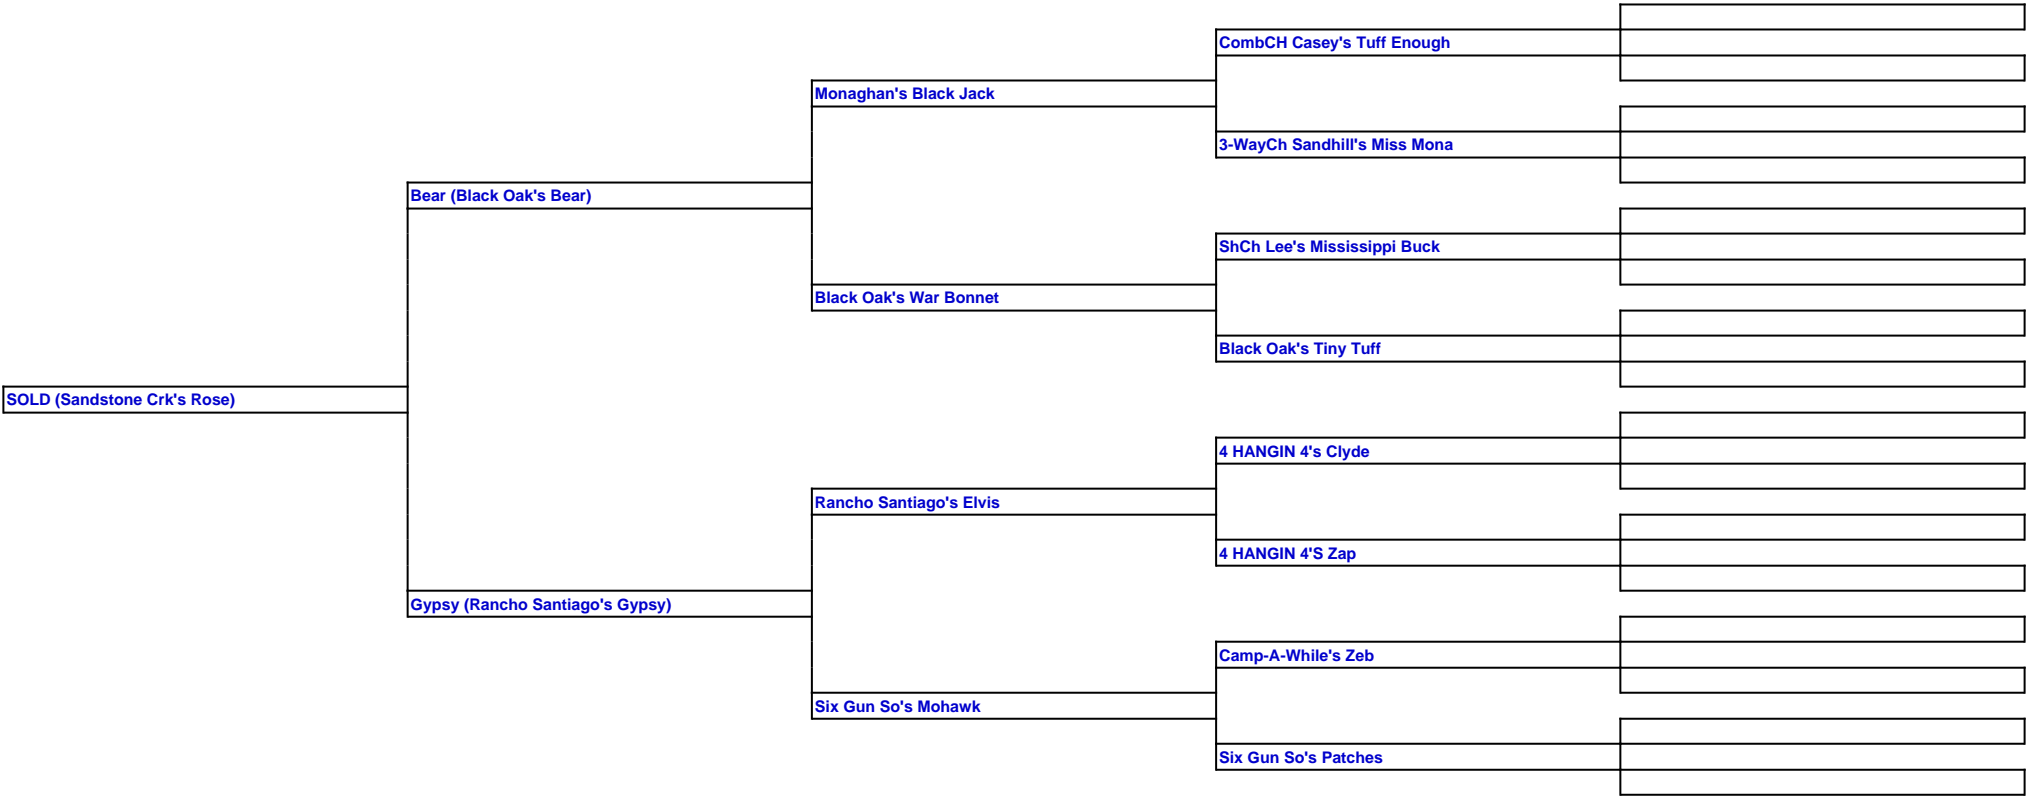 CombCH Casey's Tuff Enough
Monaghan's Black Jack
3-WayCh Sandhill's Miss Mona
Bear (Black Oak's Bear)
ShCh Lee's Mississippi Buck
Black Oak's War Bonnet
Black Oak's Tiny Tuff
SOLD (Sandstone Crk's Rose)
4 HANGIN 4's Clyde
Rancho Santiago's Elvis
4 HANGIN 4'S Zap
Gypsy (Rancho Santiago's Gypsy)
Camp-A-While's Zeb
Six Gun So's Mohawk
Six Gun So's Patches